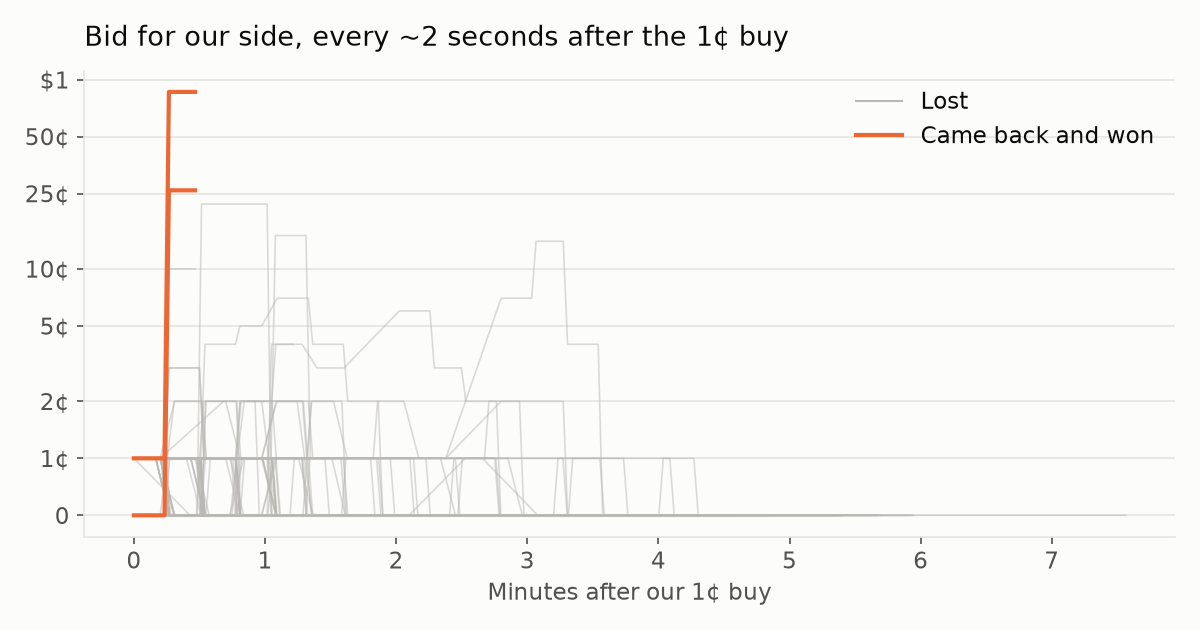 Bid for our side, every ~2 seconds after the 1¢ buy
$1
50¢
25¢
10¢
5¢
2¢
1¢
0
Lost
Came back and won
0 1 2 3 4 5 6 7
Minutes after our 1¢ buy